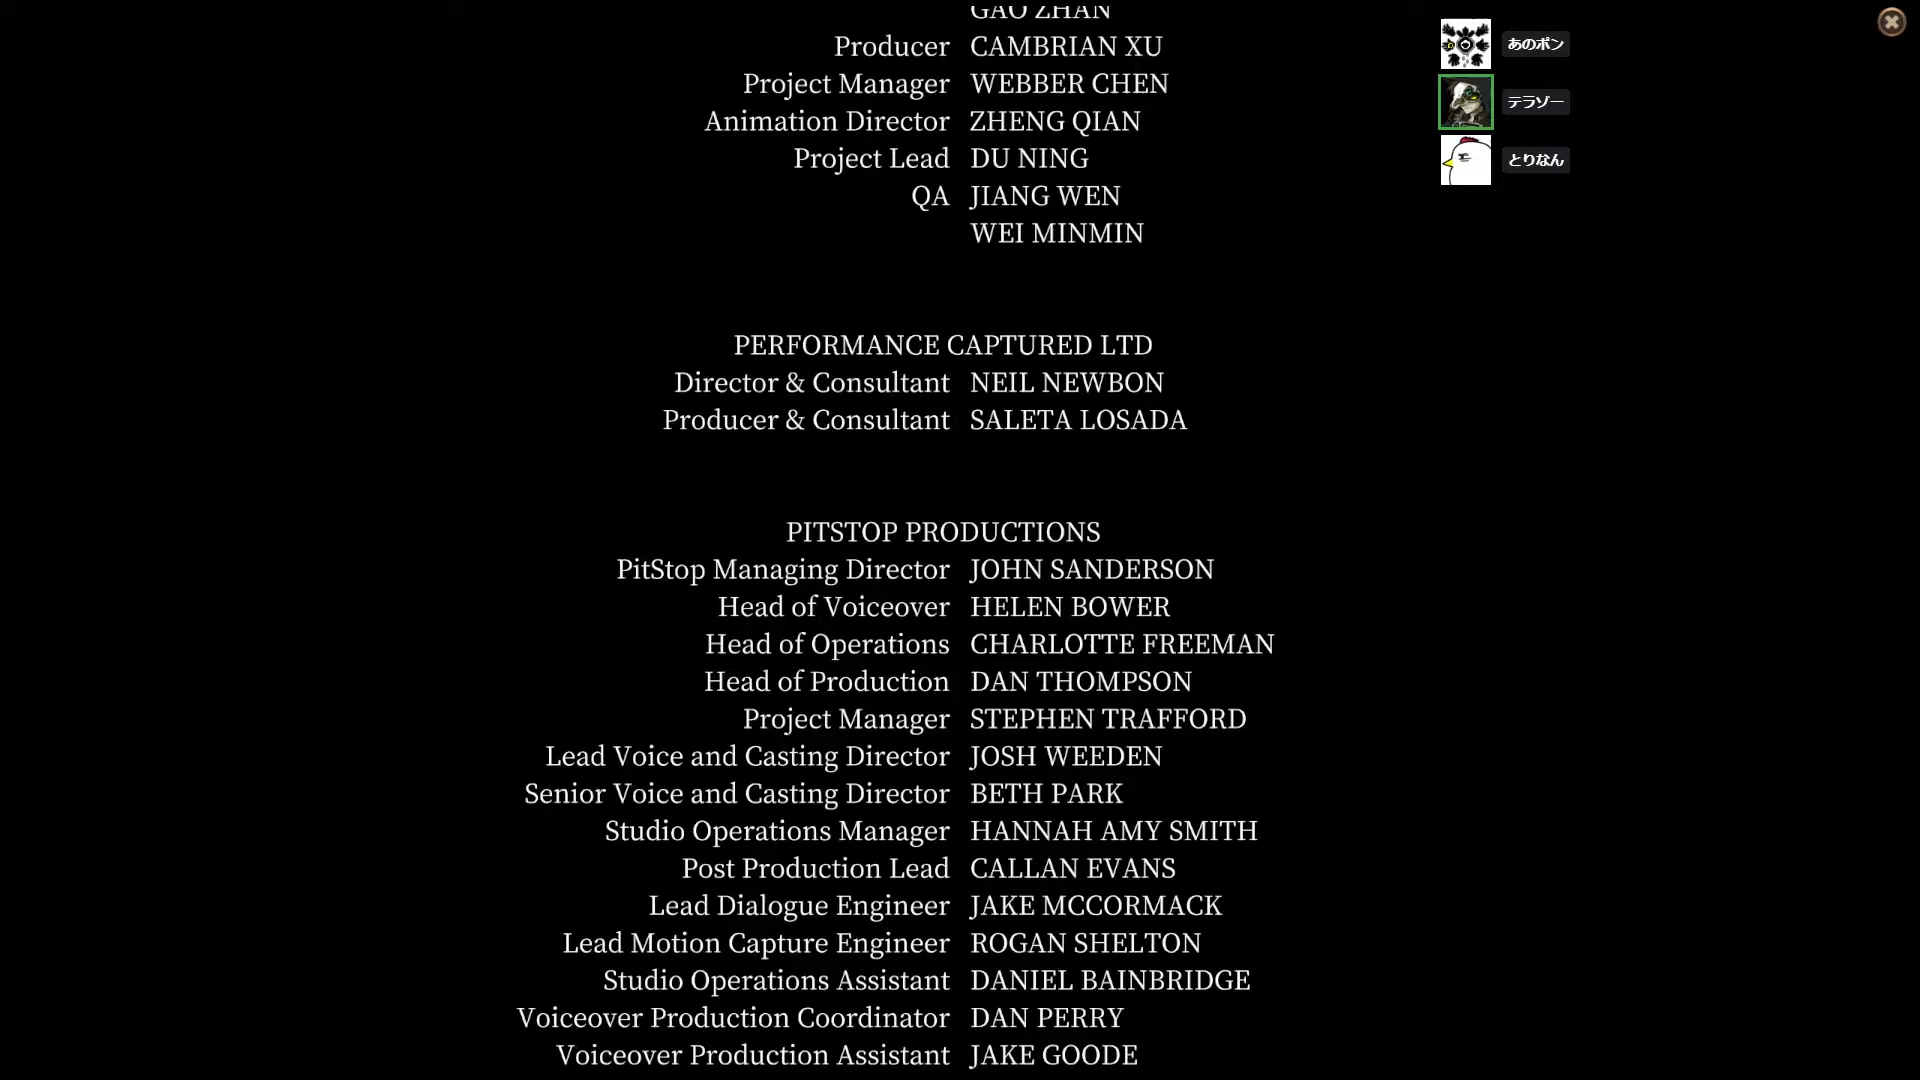 GAO ZHAN
Producer CAMBRIAN XU
Project Manager WEBBER CHEN
Animation Director ZHENG QIAN
Project Lead DU NING
QA JIANG WEN
WEI MINMIN
PERFORMANCE CAPTURED LTD
Director & Consultant NEIL NEWBON
Producer & Consultant SALETA LOSADA
PITSTOP PRODUCTIONS
PitStop Managing Director JOHN SANDERSON
Head of Voiceover HELEN BOWER
Head of Operations CHARLOTTE FREEMAN
Head of Production DAN THOMPSON
Project Manager STEPHEN TRAFFORD
Lead Voice and Casting Director JOSH WEEDEN
Senior Voice and Casting Director BETH PARK
Studio Operations Manager HANNAH AMY SMITH
Post Production Lead CALLAN EVANS
Lead Dialogue Engineer JAKE MCCORMACK
Lead Motion Capture Engineer ROGAN SHELTON
Studio Operations Assistant DANIEL BAINBRIDGE
Voiceover Production Coordinator DAN PERRY
Voiceover Production Assistant JAKE GOODE
あのポン
テラゾー
とりなん